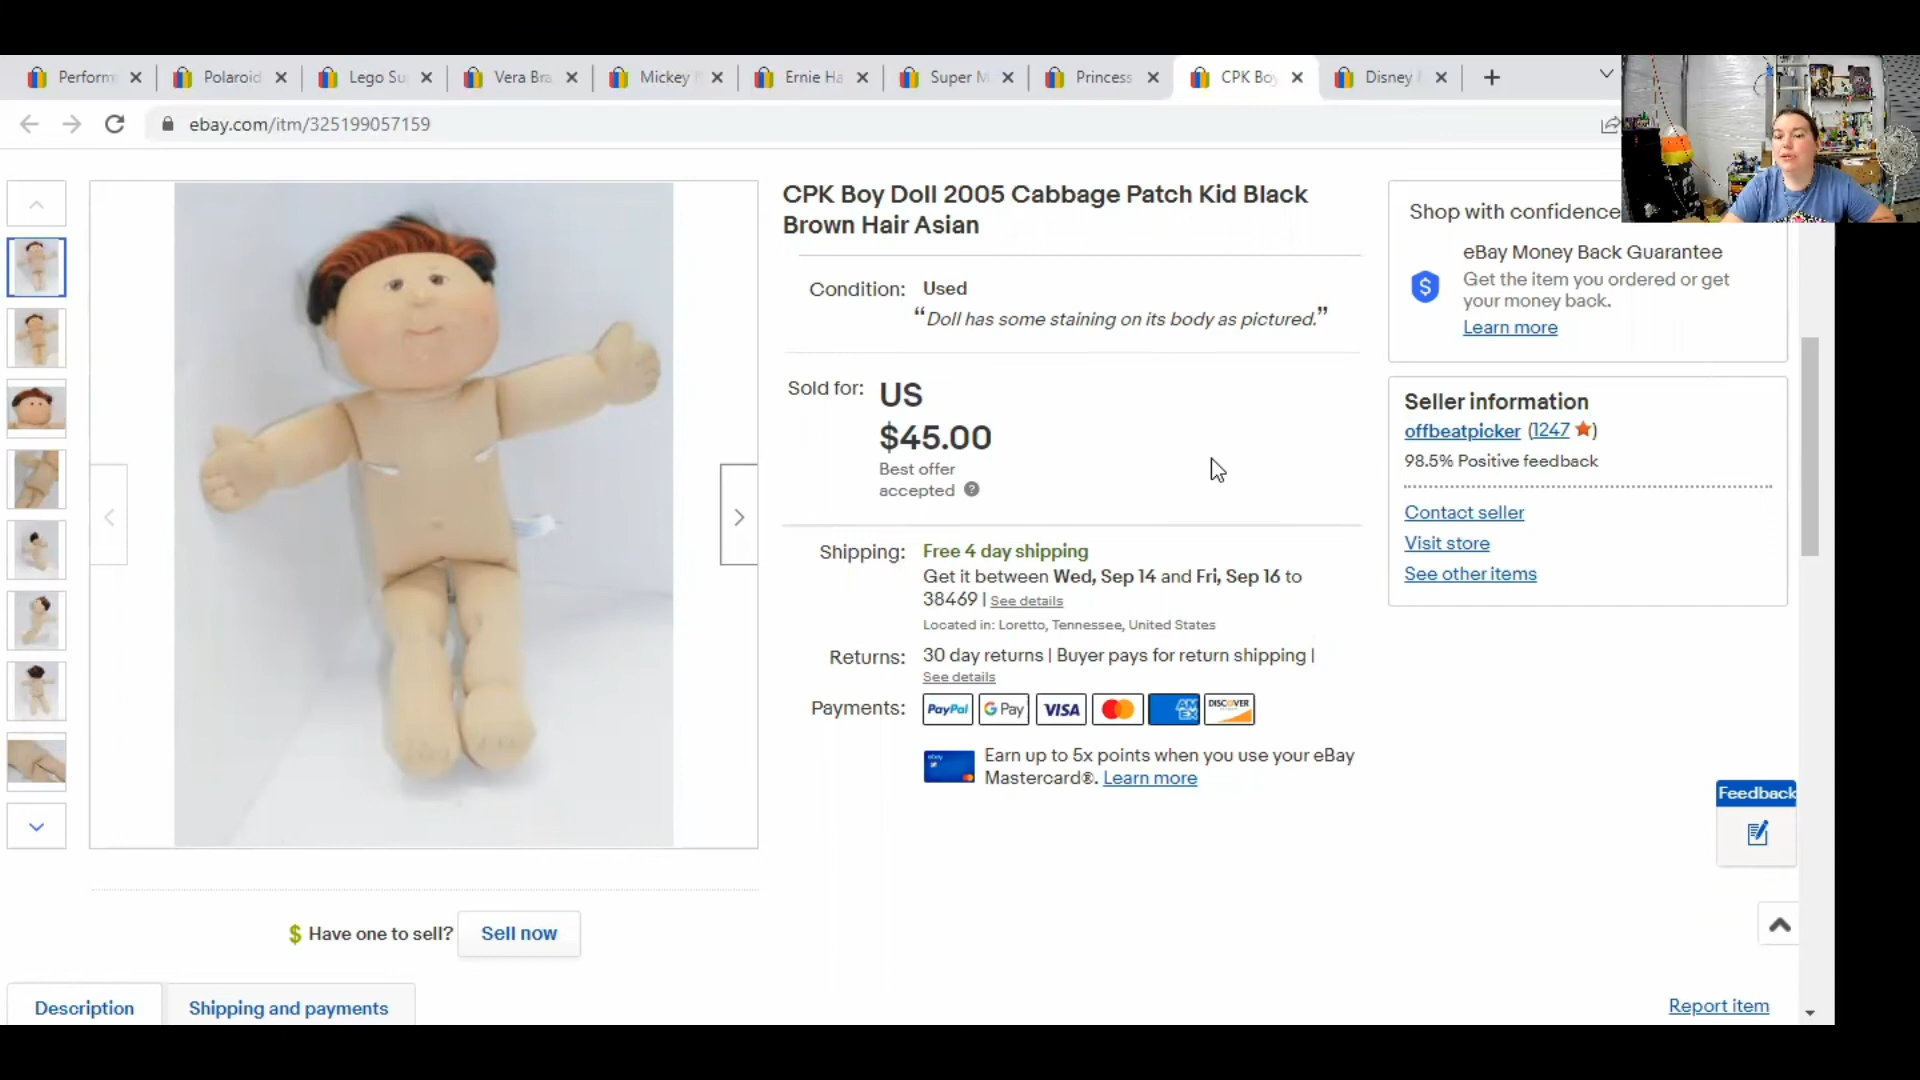 Perform
Polaroid
Lego Su
Vera Bra
Mickey
Ernie Ha
Super M
Princess
CPK Boy
Disney
ebay.com/itm/325199057159
CPK Boy Doll 2005 Cabbage Patch Kid Black
Brown Hair Asian
Condition: Used
“Doll has some staining on its body as pictured.”
Sold for: US
$45.00
Best offer
accepted
Shipping: Free 4 day shipping
Get it between Wed, Sep 14 and Fri, Sep 16 to
38469 | See details
Located in: Loretto, Tennessee, United States
Returns: 30 day returns | Buyer pays for return shipping |
See details
Payments: PayPal G Pay VISA AM EX DISCOVER
ebay
Earn up to 5x points when you use your eBay
Mastercard®. Learn more
Shop with confidence
eBay Money Back Guarantee
Get the item you ordered or get
your money back.
Learn more
Seller information
offbeatpicker (1247)
98.5% Positive feedback
Contact seller
Visit store
See other items
Feedback
$ Have one to sell? Sell now
Description
Shipping and payments
Report item